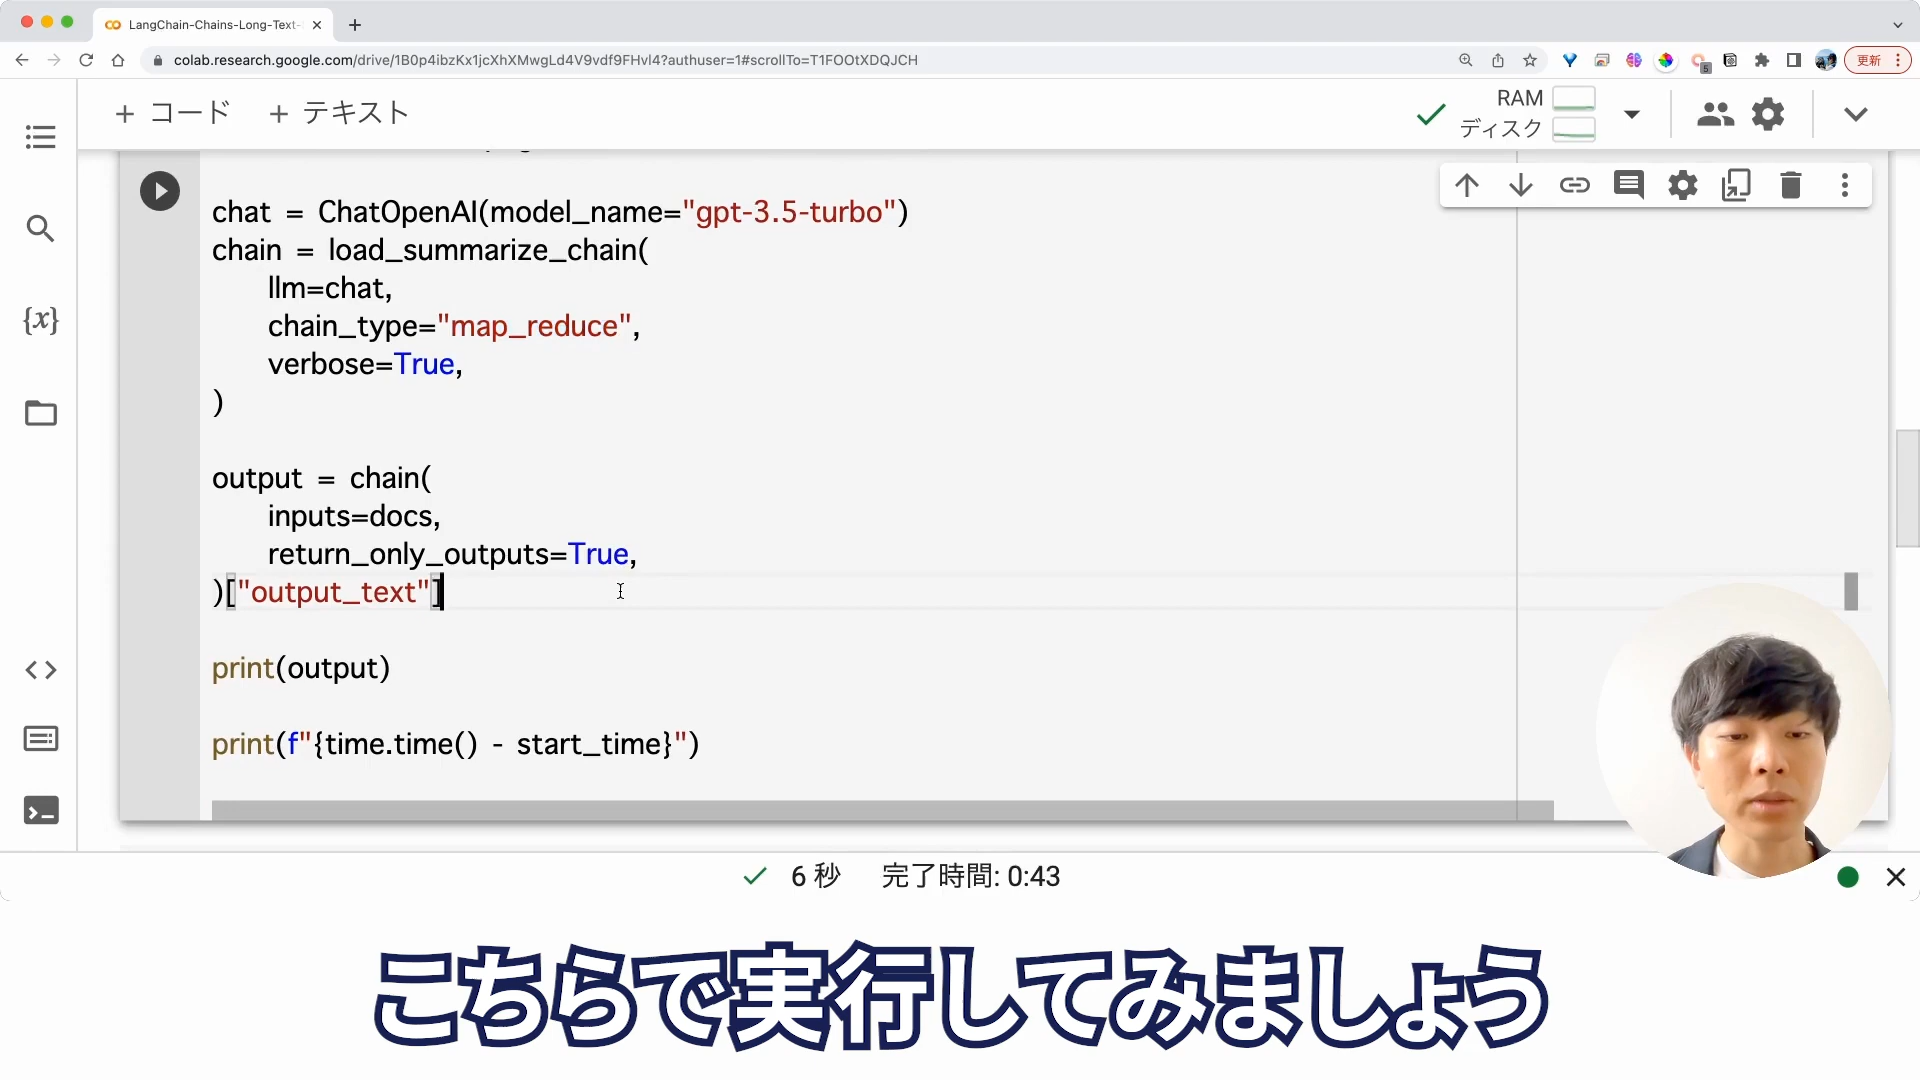 LangChain-Chains-Long-Text-
colab.research.google.com/drive/1B0p4ibzKx1jcXhXMwgLd4V9vdf9FHvl4?authuser=1#scrollTo=T1FOOtXDQJCH
5
更新
+ コード + テキスト
RAM
ディスク
{x}
chat = ChatOpenAI(model_name="gpt-3.5-turbo")
chain = load_summarize_chain(
    llm=chat,
    chain_type="map_reduce",
    verbose=True,
)
output = chain(
    inputs=docs,
    return_only_outputs=True,
)["output_text"]
print(output)
print(f"{time.time() - start_time}")
6 秒 完了時間: 0:43
こちらで実行してみましょう